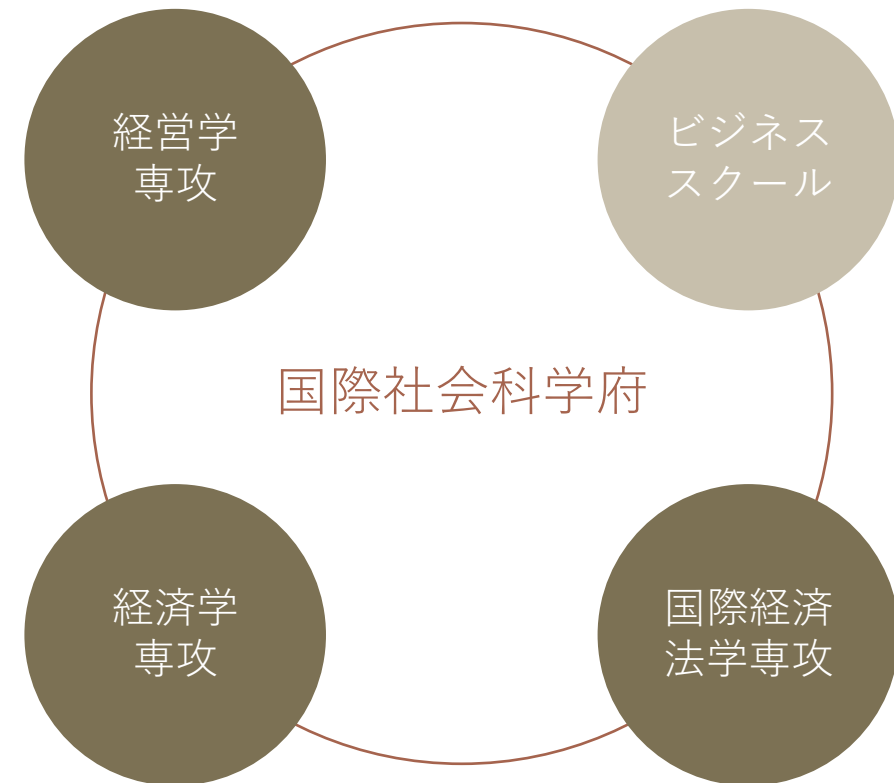 経営学
専攻
ビジネス
スクール
国際社会科学府
経済学
専攻
国際経済
法学専攻